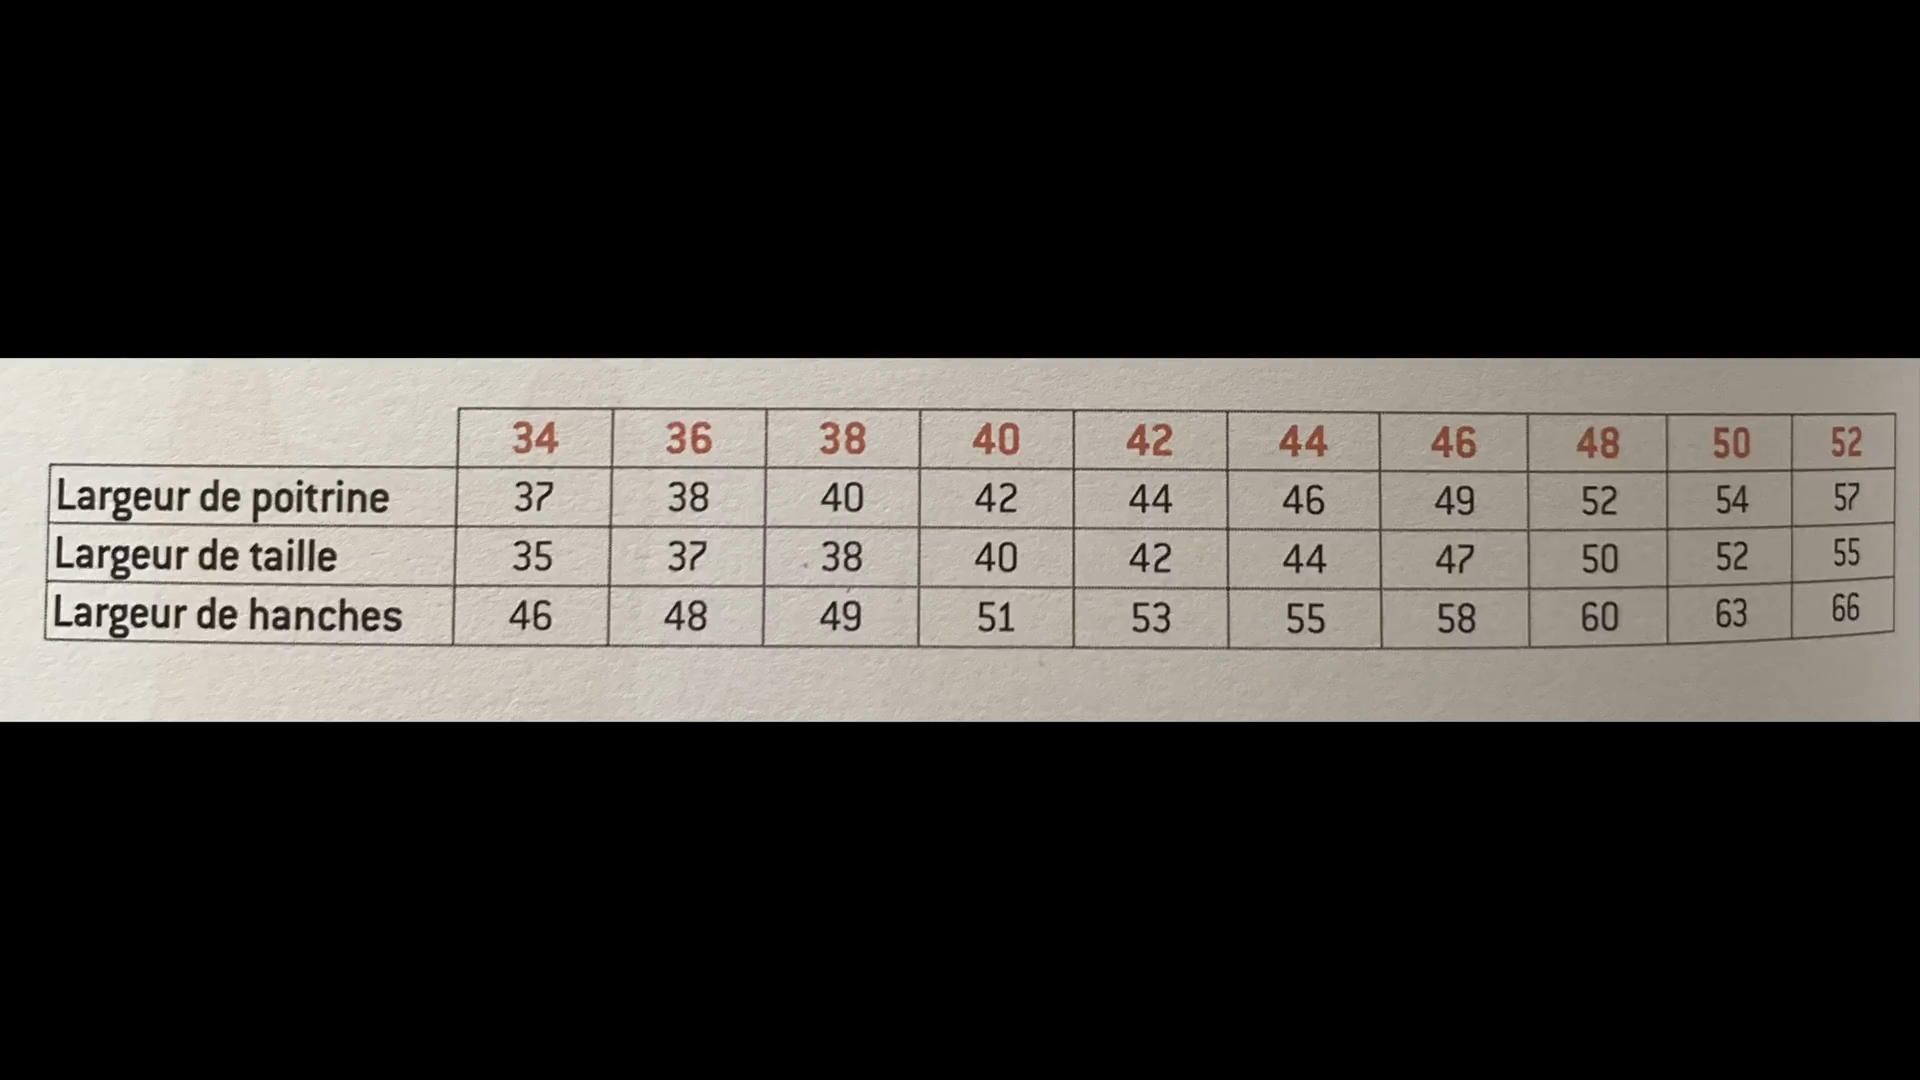 34 36 38 40 42 44 46 48 50 52
Largeur de poitrine 37 38 40 42 44 46 49 52 54 57
Largeur de taille 35 37 38 40 42 44 47 50 52 55
Largeur de hanches 46 48 49 51 53 55 58 60 63 66